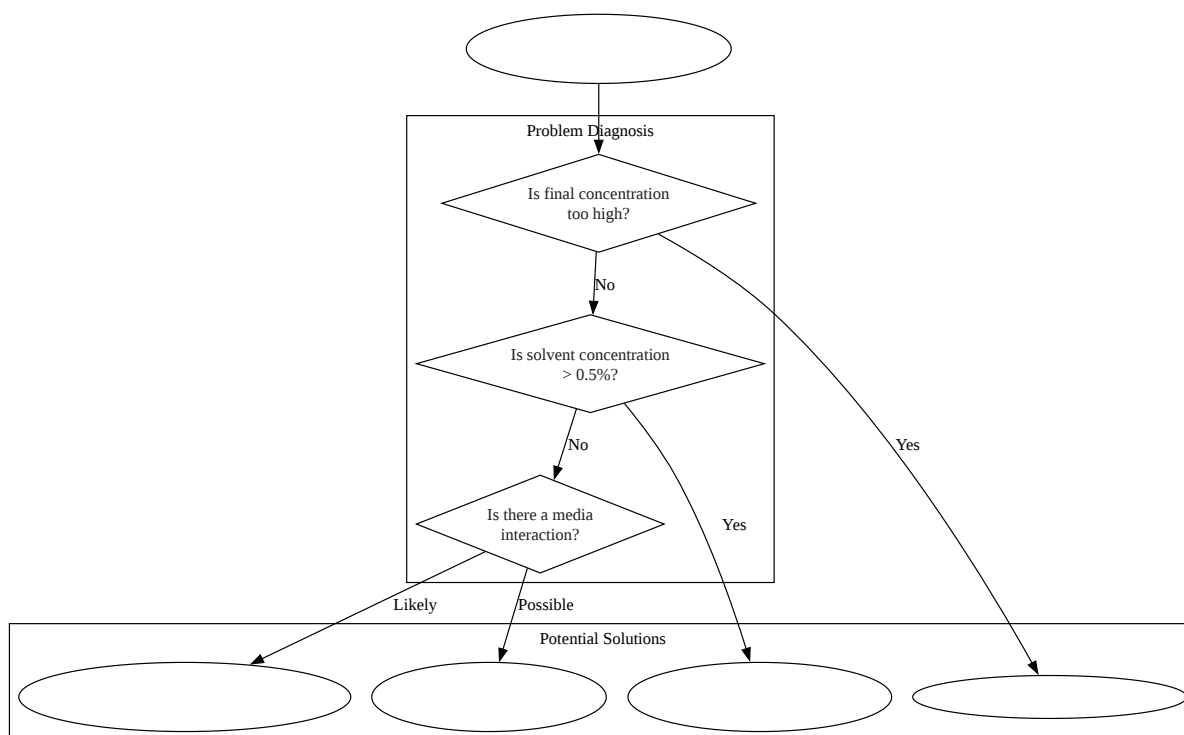 Problem Diagnosis
Is final concentration
too high?
No
Is solvent concentration
> 0.5%?
No
Yes
Is there a media
interaction?
Yes
Likely
Possible
Potential Solutions